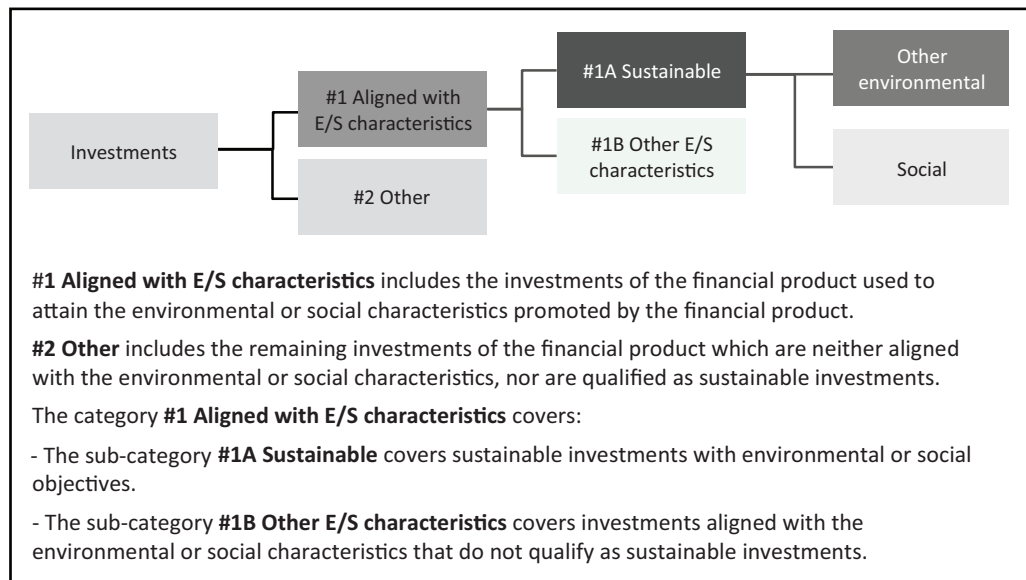 Investments
#1 Aligned with
E/S characteristics
#2 Other
#1A Sustainable
#1B Other E/S
characteristics
Other
environmental
Social
#1 Aligned with E/S characteristics includes the investments of the financial product used to
attain the environmental or social characteristics promoted by the financial product.
#2 Other includes the remaining investments of the financial product which are neither aligned
with the environmental or social characteristics, nor are qualified as sustainable investments.
The category #1 Aligned with E/S characteristics covers:
- The sub-category #1A Sustainable covers sustainable investments with environmental or social
objectives.
- The sub-category #1B Other E/S characteristics covers investments aligned with the
environmental or social characteristics that do not qualify as sustainable investments.